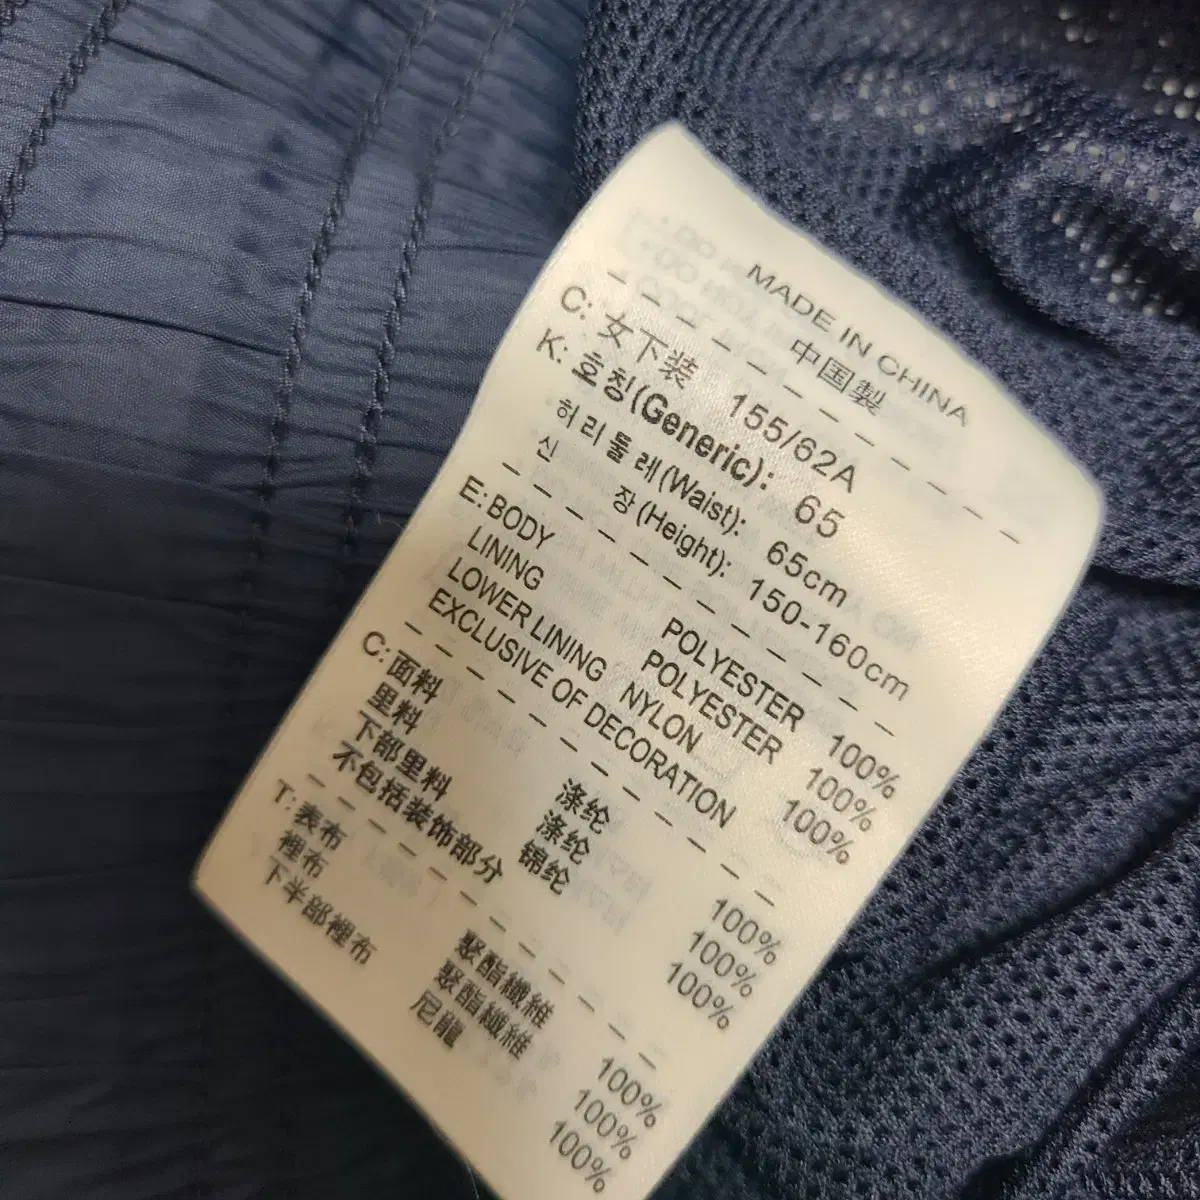 MADE IN CHINA
中国製
C: 女下装 155/62A
K: 호칭(Generic): 65
허리둘레(Waist): 65cm
신 장(Height): 150-160cm
E: BODY POLYESTER 100%
LINING POLYESTER 100%
LOWER LINING NYLON 100%
EXCLUSIVE OF DECORATION
C: 面料 涤纶 100%
里料 涤纶 100%
下部里料 锦纶 100%
不包括装饰部分
T: 表布 聚酯纖維 100%
裡布 聚酯纖維 100%
下半部裡布 尼龍 100%